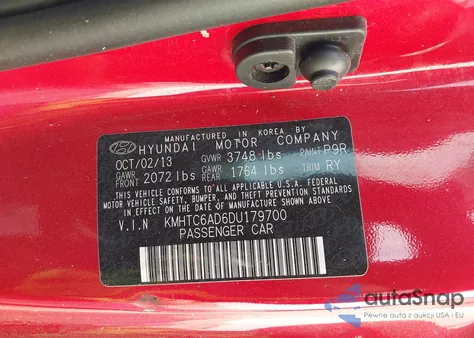 MANUFACTURED IN KOREA BY
HYUNDAI MOTOR COMPANY
OCT/02/13 GVWR 3748 lbs PAINT P9R
GAWR FRONT 2072 lbs GAWR REAR 1764 lbs TRIM RY
THIS VEHICLE CONFORMS TO ALL APPLICABLE U.S.A. FEDERAL
MOTOR VEHICLE SAFETY, BUMPER, AND THEFT PREVENTION
STANDARDS IN EFFECT ON THE DATE OF MANUFACTURE SHOWN ABOVE.
V.I.N KMHTC6AD6DU179700
PASSENGER CAR
autoSnap
Pewne auta z aukcji USA i EU